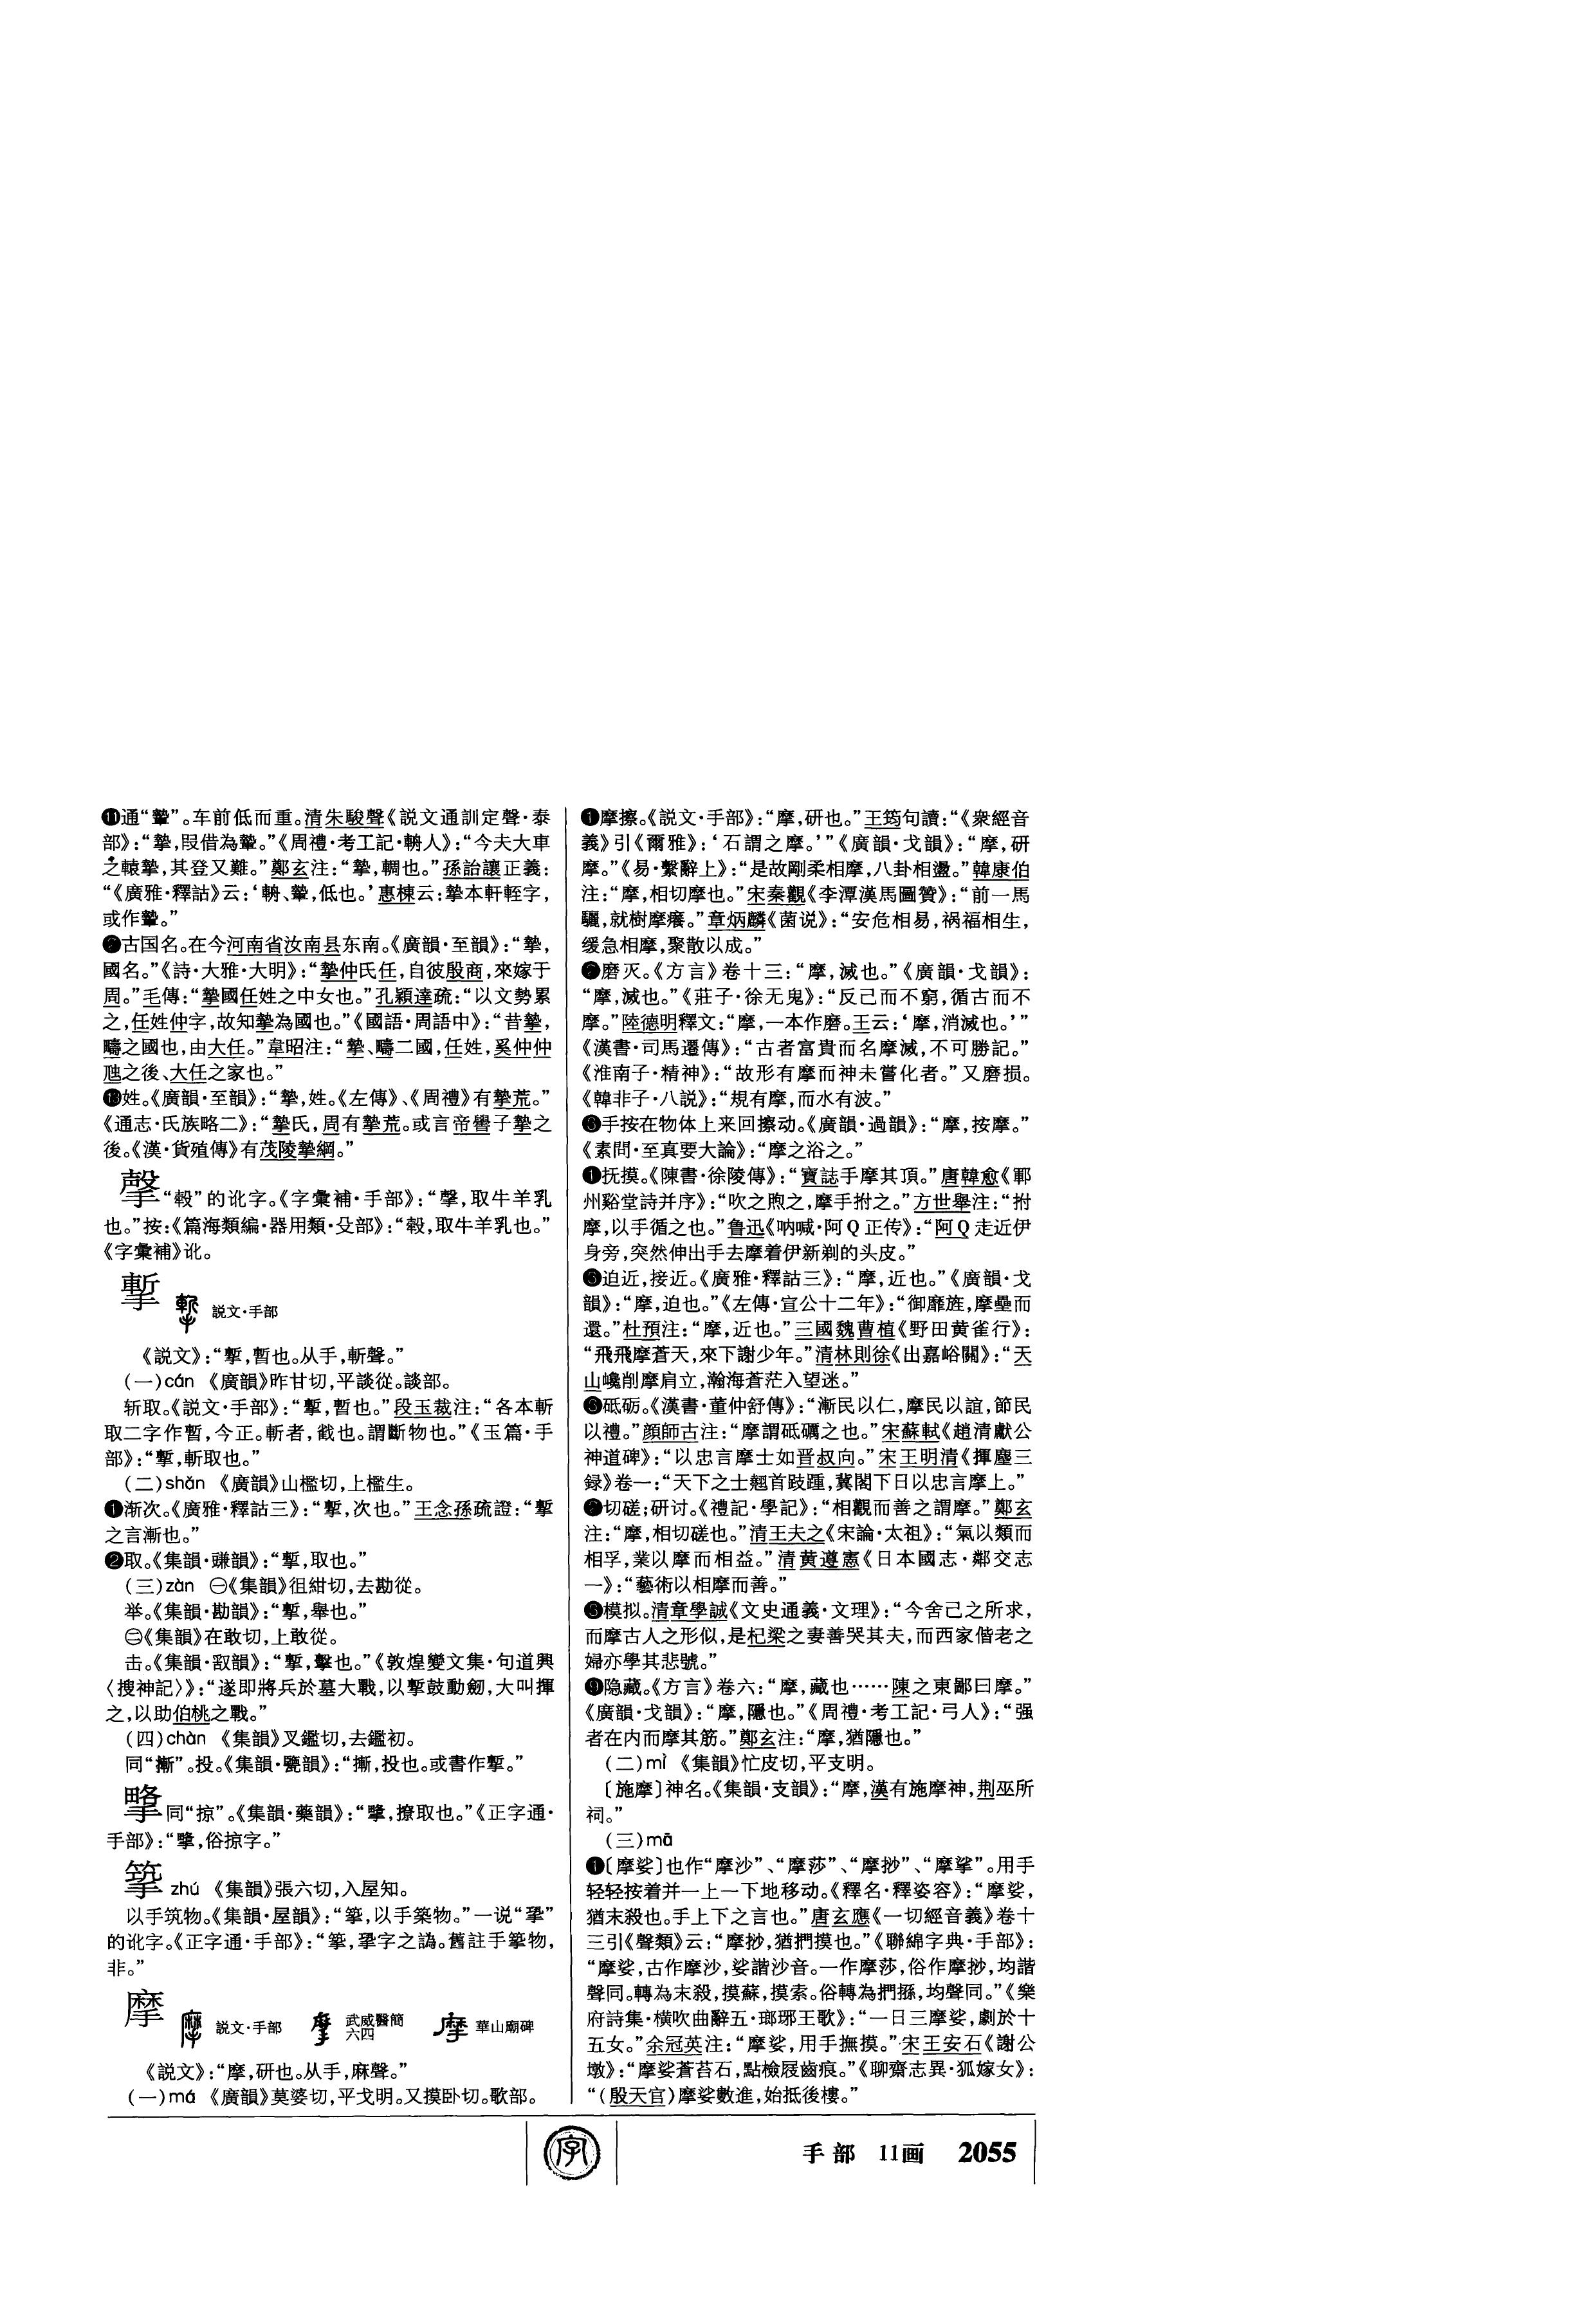 ⓫通“𨎌”。车前低而重。清朱駿聲《説文通訓定聲·泰
部》：“摯，叚借為𨎌。”《周禮·考工記·輈人》：“今夫大車
之轅摯，其登又難。”鄭玄注：“摯，輖也。”孫詒讓正義：
“《廣雅·釋詁》云：‘輈、𨎌，低也。’惠棟云：摯本軒輊字，
或作𨎌。”
⓬古国名。在今河南省汝南县东南。《廣韻·至韻》：“摯，
國名。”《詩·大雅·大明》：“摯仲氏任，自彼殷商，來嫁于
周。”毛傳：“摯國任姓之中女也。”孔穎達疏：“以文勢累
之，任姓仲字，故知摯為國也。”《國語·周語中》：“昔摯，
疇之國也，由大任。”韋昭注：“摯、疇二國，任姓，奚仲仲
虺之後、大任之家也。”
⓭姓。《廣韻·至韻》：“摯，姓。《左傳》、《周禮》有摯荒。”
《通志·氏族略二》：“摯氏，周有摯荒。或言帝嚳子摯之
後。《漢·貨殖傳》有茂陵摯綱。”
“㝅”的讹字。《字彙補·手部》：“，取牛羊乳
也。”按：《篇海類編·器用類·殳部》：“，取牛羊乳也。”
《字彙補》讹。
摲 説文·手部
《説文》：“摲，暫也。从手，斬聲。”
（一）cán 《廣韻》昨甘切，平談從。談部。
斩取。《説文·手部》：“摲，暫也。”段玉裁注：“各本斬
取二字作暫，今正。斬者，截也。謂斷物也。”《玉篇·手
部》：“摲，斬取也。”
（二）shǎn 《廣韻》山檻切，上檻生。
❶渐次。《廣雅·釋詁三》：“摲，次也。”王念孫疏證：“摲
之言漸也。”
❷取。《集韻·豏韻》：“摲，取也。”
（三）zàn ㊀《集韻》徂紺切，去勘從。
举。《集韻·勘韻》：“摲，舉也。”
㊁《集韻》在敢切，上敢從。
击。《集韻·㪉韻》：“摲，擊也。”《敦煌變文集·句道興
〈搜神記〉》：“遂即將兵於墓大戰，以摲鼓動劒，大叫揮
之，以助伯桃之戰。”
（四）chàn 《集韻》叉鑑切，去鑑初。
同“摲”。投。《集韻·㽉韻》：“摲，投也。或書作摲。”
撂 同“掠”。《集韻·藥韻》：“撂，撩取也。”《正字通·
手部》：“撂，俗掠字。”
㧻 zhú 《集韻》張六切，入屋知。
以手筑物。《集韻·屋韻》：“，以手築物。”一说“挐”
的讹字。《正字通·手部》：“，字之譌。舊註手物，
非。”
摩 説文·手部 武威醫簡六四 華山廟碑
《説文》：“摩，研也。从手，麻聲。”
（一）má 《廣韻》莫婆切，平戈明。又摸卧切。歌部。
❶摩擦。《説文·手部》：“摩，研也。”王筠句讀：“《衆經音
義》引《爾雅》：‘石謂之摩。’”《廣韻·戈韻》：“摩，研
摩。”《易·繫辭上》：“是故剛柔相摩，八卦相盪。”韓康伯
注：“摩，相切摩也。”宋秦觀《李潭漢馬圖贊》：“前一馬
驪，就樹摩癢。”章炳麟《菌说》：“安危相易，祸福相生，
缓急相摩，聚散以成。”
❷磨灭。《方言》卷十三：“摩，滅也。”《廣韻·戈韻》：
“摩，滅也。”《莊子·徐无鬼》：“反己而不窮，循古而不
摩。”陸德明釋文：“摩，一本作磨。王云：‘摩，消滅也。’”
《漢書·司馬遷傳》：“古者富貴而名摩滅，不可勝記。”
《淮南子·精神》：“故形有摩而神未嘗化者。”又磨损。
《韓非子·八説》：“規有摩，而水有波。”
❸手按在物体上来回擦动。《廣韻·過韻》：“摩，按摩。”
《素問·至真要大論》：“摩之浴之。”
❹抚摸。《陳書·徐陵傳》：“寶誌手摩其頂。”唐韓愈《鄆
州谿堂詩并序》：“吹之煦之，摩手拊之。”方世舉注：“拊
摩，以手循之也。”鲁迅《呐喊·阿Q正传》：“阿Q走近伊
身旁，突然伸出手去摩着伊新剃的头皮。”
❺迫近，接近。《廣雅·釋詁三》：“摩，近也。”《廣韻·戈
韻》：“摩，迫也。”《左傳·宣公十二年》：“御靡旌，摩壘而
還。”杜預注：“摩，近也。”三國魏曹植《野田黄雀行》：
“飛飛摩蒼天，來下謝少年。”清林則徐《出嘉峪關》：“天
山巉削摩肩立，瀚海蒼茫入望迷。”
❻砥砺。《漢書·董仲舒傳》：“漸民以仁，摩民以誼，節民
以禮。”顔師古注：“摩謂砥礪之也。”宋蘇軾《趙清獻公
神道碑》：“以忠言摩士如晋叔向。”宋王明清《揮麈三
録》卷一：“天下之士翹首跂踵，冀閣下日以忠言摩上。”
❼切磋；研讨。《禮記·學記》：“相觀而善之謂摩。”鄭玄
注：“摩，相切磋也。”清王夫之《宋論·太祖》：“氣以類而
相孚，業以摩而相益。”清黄遵憲《日本國志·鄰交志
一》：“藝術以相摩而善。”
❽模拟。清章學誠《文史通義·文理》：“今舍己之所求，
而摩古人之形似，是杞梁之妻善哭其夫，而西家偕老之
婦亦學其悲號。”
❾隐藏。《方言》卷六：“摩，藏也……陳之東鄙曰摩。”
《廣韻·戈韻》：“摩，隱也。”《周禮·考工記·弓人》：“强
者在内而摩其筋。”鄭玄注：“摩，猶隱也。”
（二）mí 《集韻》忙皮切，平支明。
〔施摩〕神名。《集韻·支韻》：“摩，漢有施摩神，荆巫所
祠。”
（三）mā
❶〔摩挲〕也作“摩沙”、“摩莎”、“摩抄”、“摩挱”。用手
轻轻按着并一上一下地移动。《釋名·釋姿容》：“摩挲，
猶末殺也。手上下之言也。”唐玄應《一切經音義》卷十
三引《聲類》云：“摩抄，猶捫摸也。”《聯綿字典·手部》：
“摩挲，古作摩沙，挲諧沙音。一作摩莎，俗作摩抄，均諧
聲同。轉為末殺，摸蘇，摸索。俗轉為捫搎，均聲同。”《樂
府詩集·横吹曲辭五·瑯琊王歌》：“一日三摩挲，劇於十
五女。”余冠英注：“摩挲，用手撫摸。”宋王安石《謝公
墩》：“摩挲蒼苔石，點檢屐齒痕。”《聊齋志異·狐嫁女》：
“（殷天官）摩挲數進，始抵後樓。”
字
手部 11画 2055